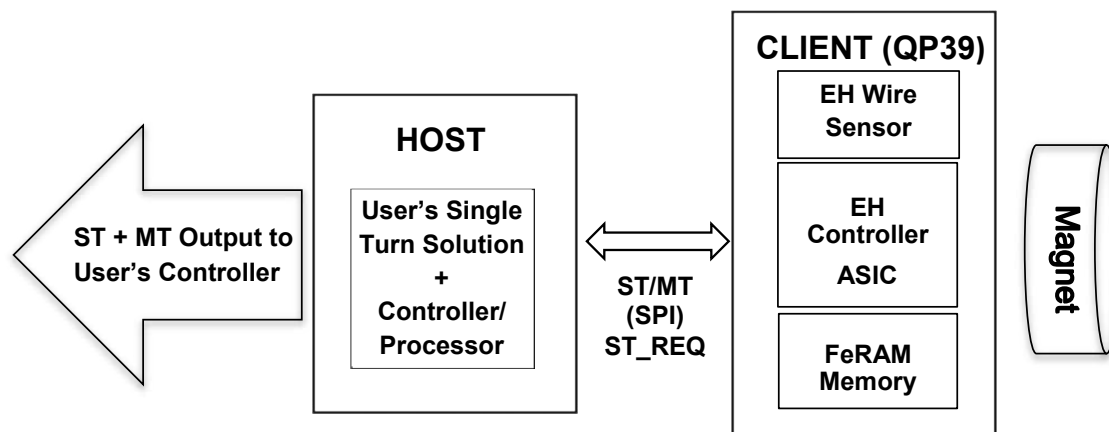 ST + MT Output to
User's Controller
HOST
User's Single
Turn Solution
+
Controller/
Processor
ST/MT
(SPI)
ST_REQ
CLIENT (QP39)
EH Wire
Sensor
EH
Controller
ASIC
FeRAM
Memory
Magnet